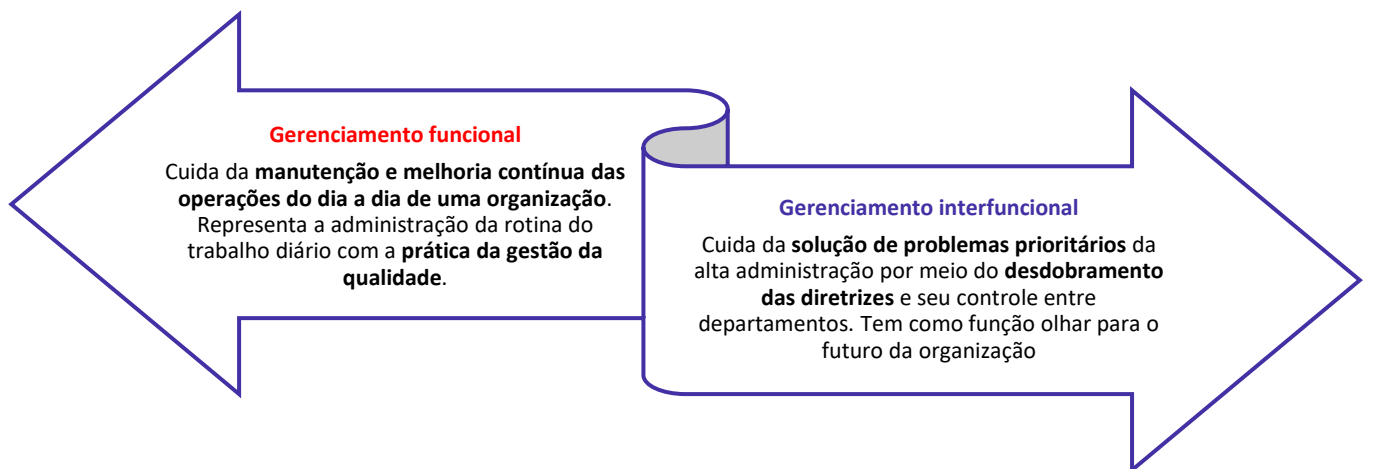 Gerenciamento funcional
Cuida da manutenção e melhoria contínua das
operações do dia a dia de uma organização.
Representa a administração da rotina do
trabalho diário com a prática da gestão da
qualidade.
Gerenciamento interfuncional
Cuida da solução de problemas prioritários da
alta administração por meio do desdobramento
das diretrizes e seu controle entre
departamentos. Tem como função olhar para o
futuro da organização